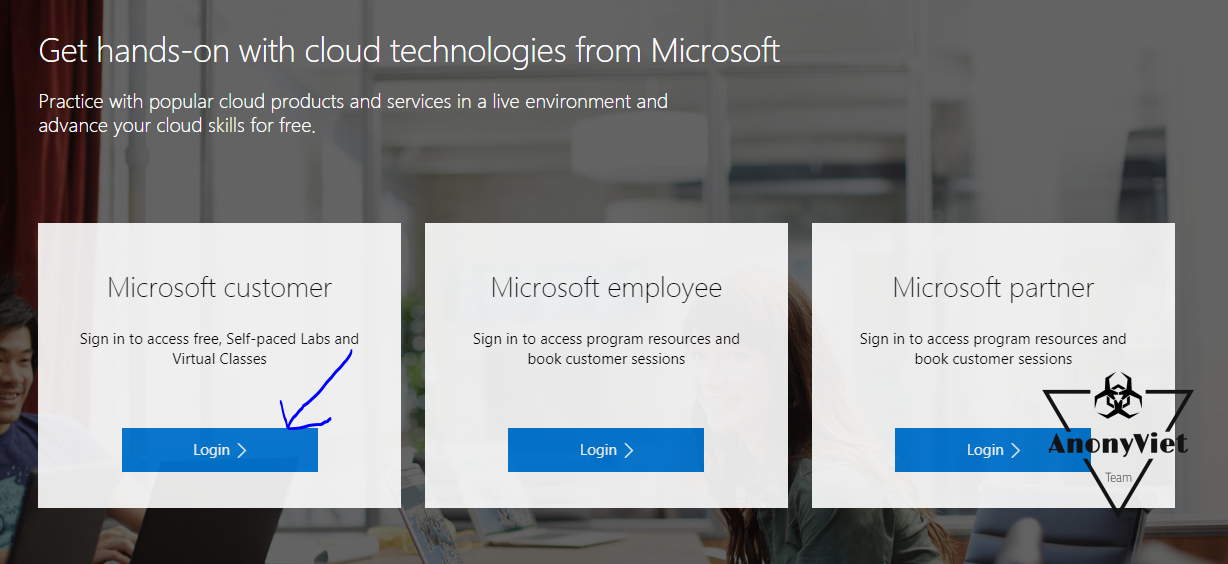 Get hands-on with cloud technologies from Microsoft
Practice with popular cloud products and services in a live environment and
advance your cloud skills for free.
Microsoft customer
Sign in to access free, Self-paced Labs and
Virtual Classes
Login
Microsoft employee
Sign in to access program resources and
book customer sessions
Login
Microsoft partner
Sign in to access program resources and
book customer sessions
Login
AnonyViet
Team